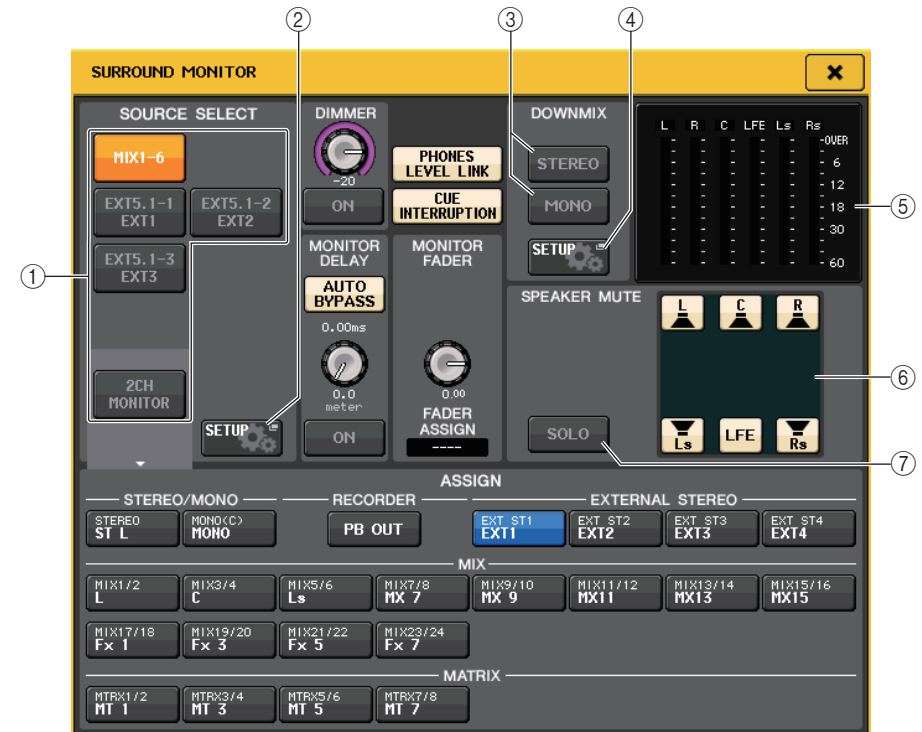 ② ③ ④
SURROUND MONITOR ×
SOURCE SELECT
MIX1-6
EXT5.1-1
EXT1
EXT5.1-2
EXT2
EXT5.1-3
EXT3
①
2CH
MONITOR
SETUP
DIMMER
-20
ON
PHONES
LEVEL LINK
CUE
INTERRUPTION
MONITOR
DELAY
AUTO
BYPASS
0.00ms
0.0
meter
ON
MONITOR
FADER
0.00
FADER
ASSIGN
----
DOWNMIX
STEREO
MONO
SETUP
L R C LFE Ls Rs
OVER
6
12
18
30
60
⑤
SPEAKER MUTE
L C R
Ls LFE Rs
⑥
SOLO
⑦
ASSIGN
STEREO/MONO RECORDER EXTERNAL STEREO
STEREO
ST L
MONO(C)
MONO
PB OUT
EXT ST1
EXT1
EXT ST2
EXT2
EXT ST3
EXT3
EXT ST4
EXT4
MIX
MIX1/2
L
MIX3/4
C
MIX5/6
Ls
MIX7/8
MX 7
MIX9/10
MX 9
MIX11/12
MX11
MIX13/14
MX13
MIX15/16
MX15
MIX17/18
Fx 1
MIX19/20
Fx 3
MIX21/22
Fx 5
MIX23/24
Fx 7
MATRIX
MTRX1/2
MT 1
MTRX3/4
MT 3
MTRX5/6
MT 5
MTRX7/8
MT 7